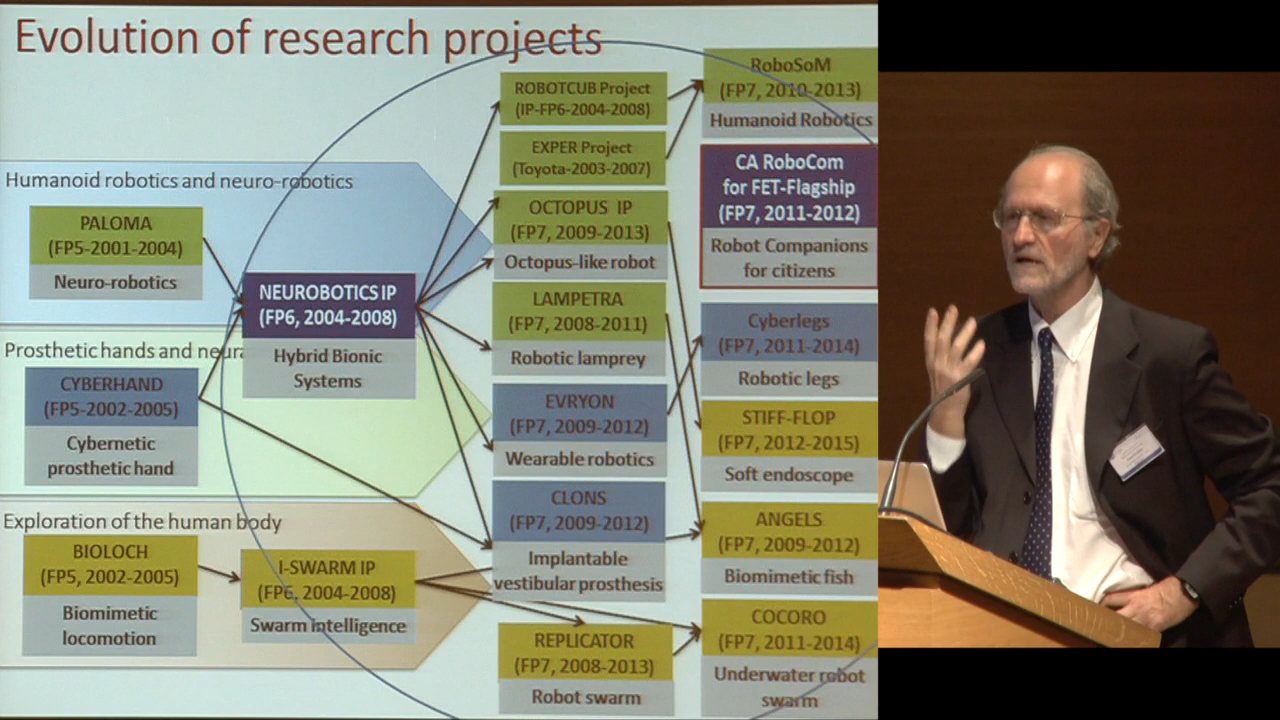 Evolution of research projects
Humanoid robotics and neuro-robotics
PALOMA
(FP5-2001-2004)
Neuro-robotics
Prosthetic hands and neura
CYBERHAND
(FP5-2002-2005)
Cybernetic
prosthetic hand
Exploration of the human body
BIOLOCH
(FP5, 2002-2005)
Biomimetic
locomotion
NEUROBOTICS IP
(FP6, 2004-2008)
Hybrid Bionic
Systems
I-SWARM IP
(FP6, 2004-2008)
Swarm intelligence
ROBOTCUB Project
(IP-FP6-2004-2008)
EXPER Project
(Toyota-2003-2007)
OCTOPUS IP
(FP7, 2009-2013)
Octopus-like robot
LAMPETRA
(FP7, 2008-2011)
Robotic lamprey
EVRYON
(FP7, 2009-2012)
Wearable robotics
CLONS
(FP7, 2009-2012)
Implantable
vestibular prosthesis
REPLICATOR
(FP7, 2008-2013)
Robot swarm
RoboSoM
(FP7, 2010-2013)
Humanoid Robotics
CA RoboCom
for FET-Flagship
(FP7, 2011-2012)
Robot Companions
for citizens
Cyberlegs
(FP7, 2011-2014)
Robotic legs
STIFF-FLOP
(FP7, 2012-2015)
Soft endoscope
ANGELS
(FP7, 2009-2012)
Biomimetic fish
COCORO
(FP7, 2011-2014)
Underwater robot
swarm